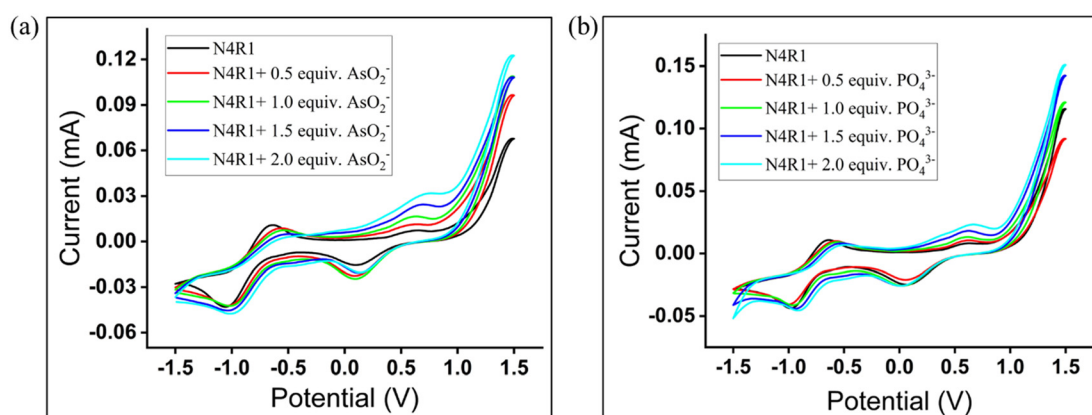 (a)
N4R1
N4R1+ 0.5 equiv. AsO₂⁻
N4R1+ 1.0 equiv. AsO₂⁻
N4R1+ 1.5 equiv. AsO₂⁻
N4R1+ 2.0 equiv. AsO₂⁻
Current (mA)
0.12
0.09
0.06
0.03
0.00
-0.03
-0.06
-1.5 -1.0 -0.5 0.0 0.5 1.0 1.5
Potential (V)
(b)
N4R1
N4R1+ 0.5 equiv. PO₄³⁻
N4R1+ 1.0 equiv. PO₄³⁻
N4R1+ 1.5 equiv. PO₄³⁻
N4R1+ 2.0 equiv. PO₄³⁻
Current (mA)
0.15
0.10
0.05
0.00
-0.05
-1.5 -1.0 -0.5 0.0 0.5 1.0 1.5
Potential (V)